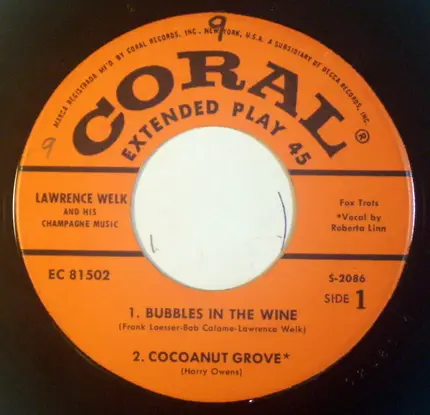 9
MARCA REGISTRADA MF'D. BY CORAL RECORDS, INC., NEW YORK, U.S.A. A SUBSIDIARY OF DECCA RECORDS, INC.
CORAL®
EXTENDED PLAY 45
9
LAWRENCE WELK
AND HIS
CHAMPAGNE MUSIC
Fox Trots
*Vocal by
Roberta Linn
EC 81502
S-2086
SIDE 1
1. BUBBLES IN THE WINE
(Frank Loesser-Bob Calame-Lawrence Welk)
2. COCOANUT GROVE*
(Harry Owens)